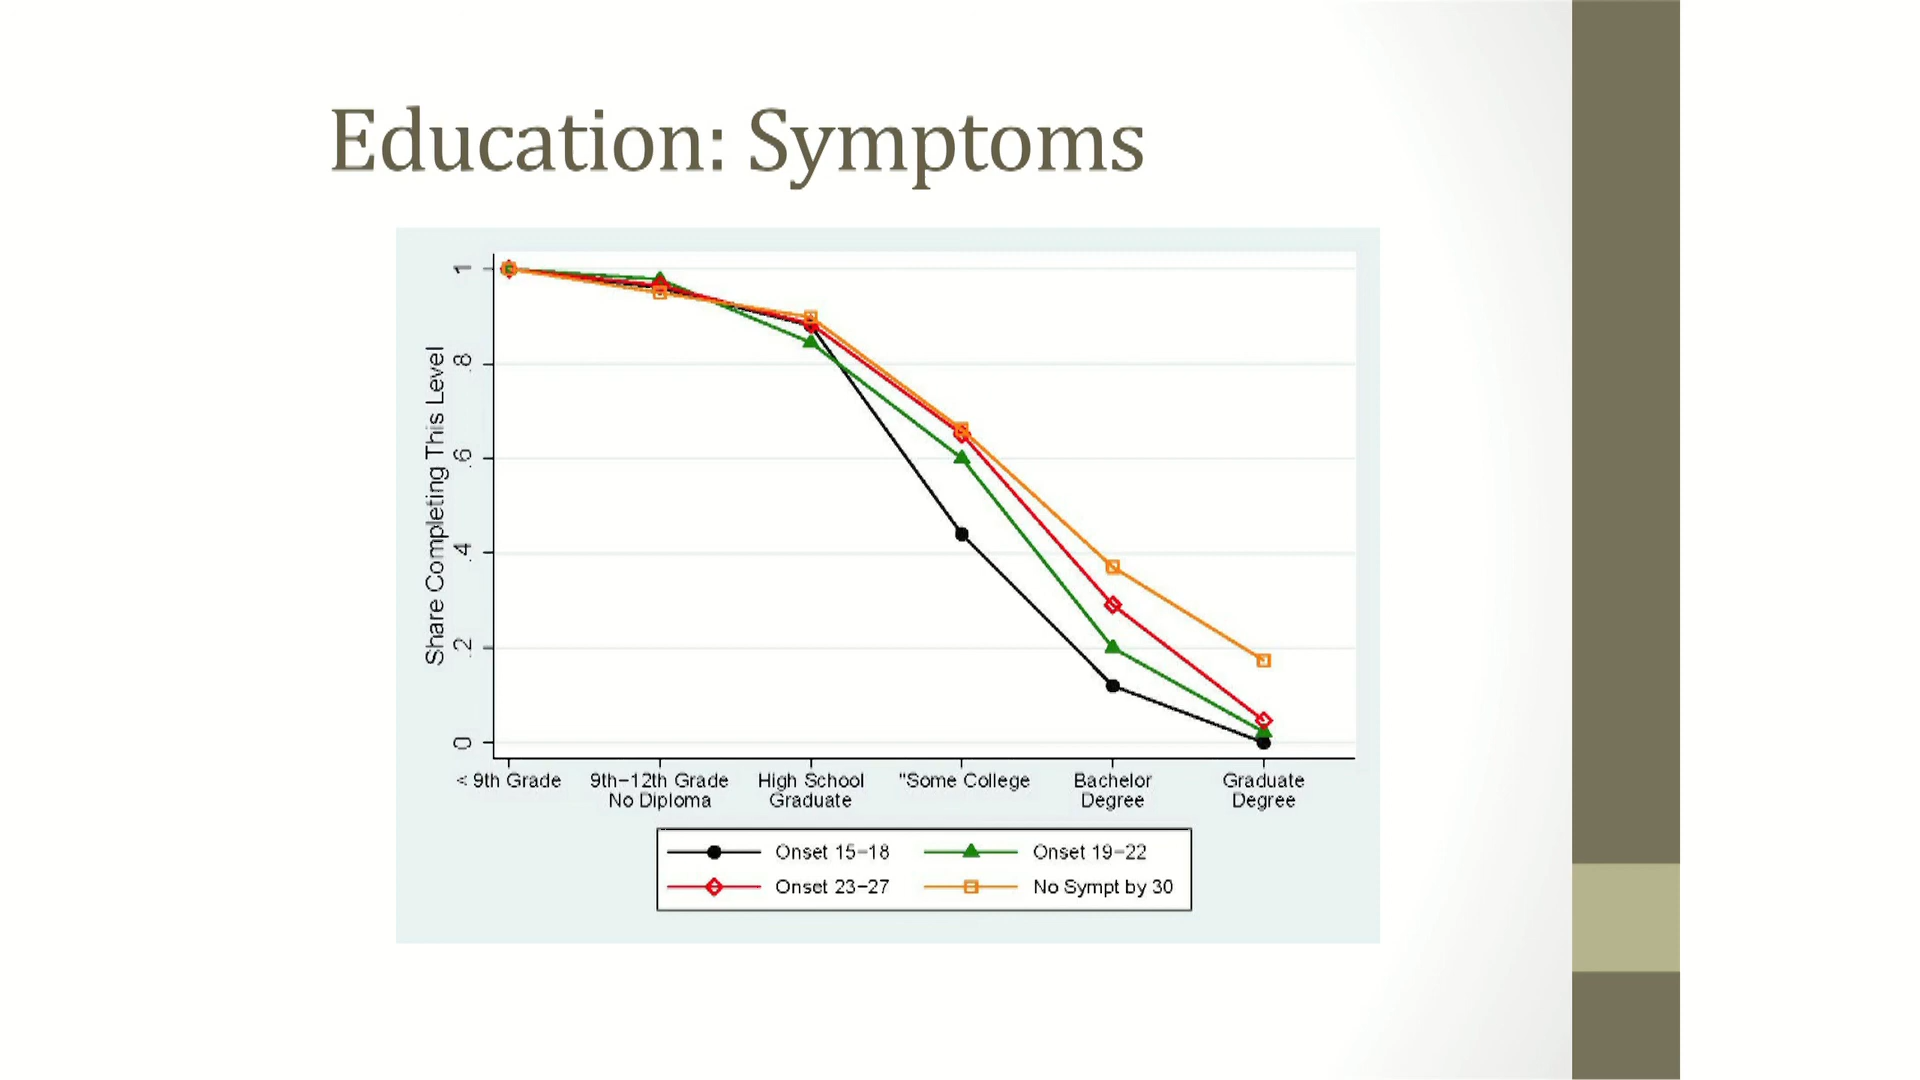 Education: Symptoms
Share Completing This Level
1
.8
.6
.4
.2
0
< 9th Grade
9th−12th Grade
No Diploma
High School
Graduate
"Some College
Bachelor
Degree
Graduate
Degree
Onset 15−18
Onset 19−22
Onset 23−27
No Sympt by 30